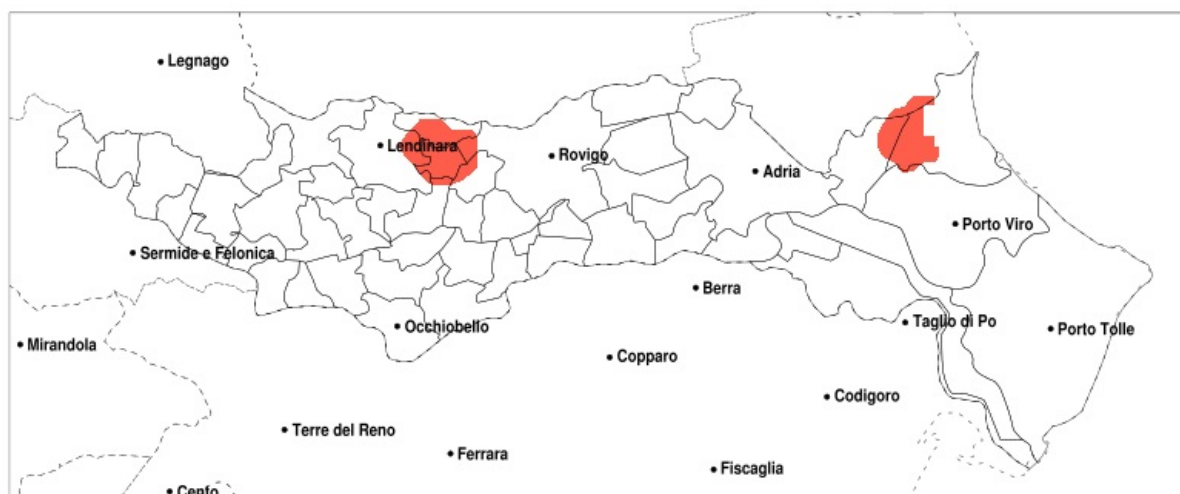 Legnago
Lendinara
Rovigo
Adria
Porto Viro
Sermide e Felonica
Berra
Taglio di Po
Porto Tolle
Occhiobello
Mirandola
Copparo
Codigoro
Terre del Reno
Ferrara
Fiscaglia
Cento